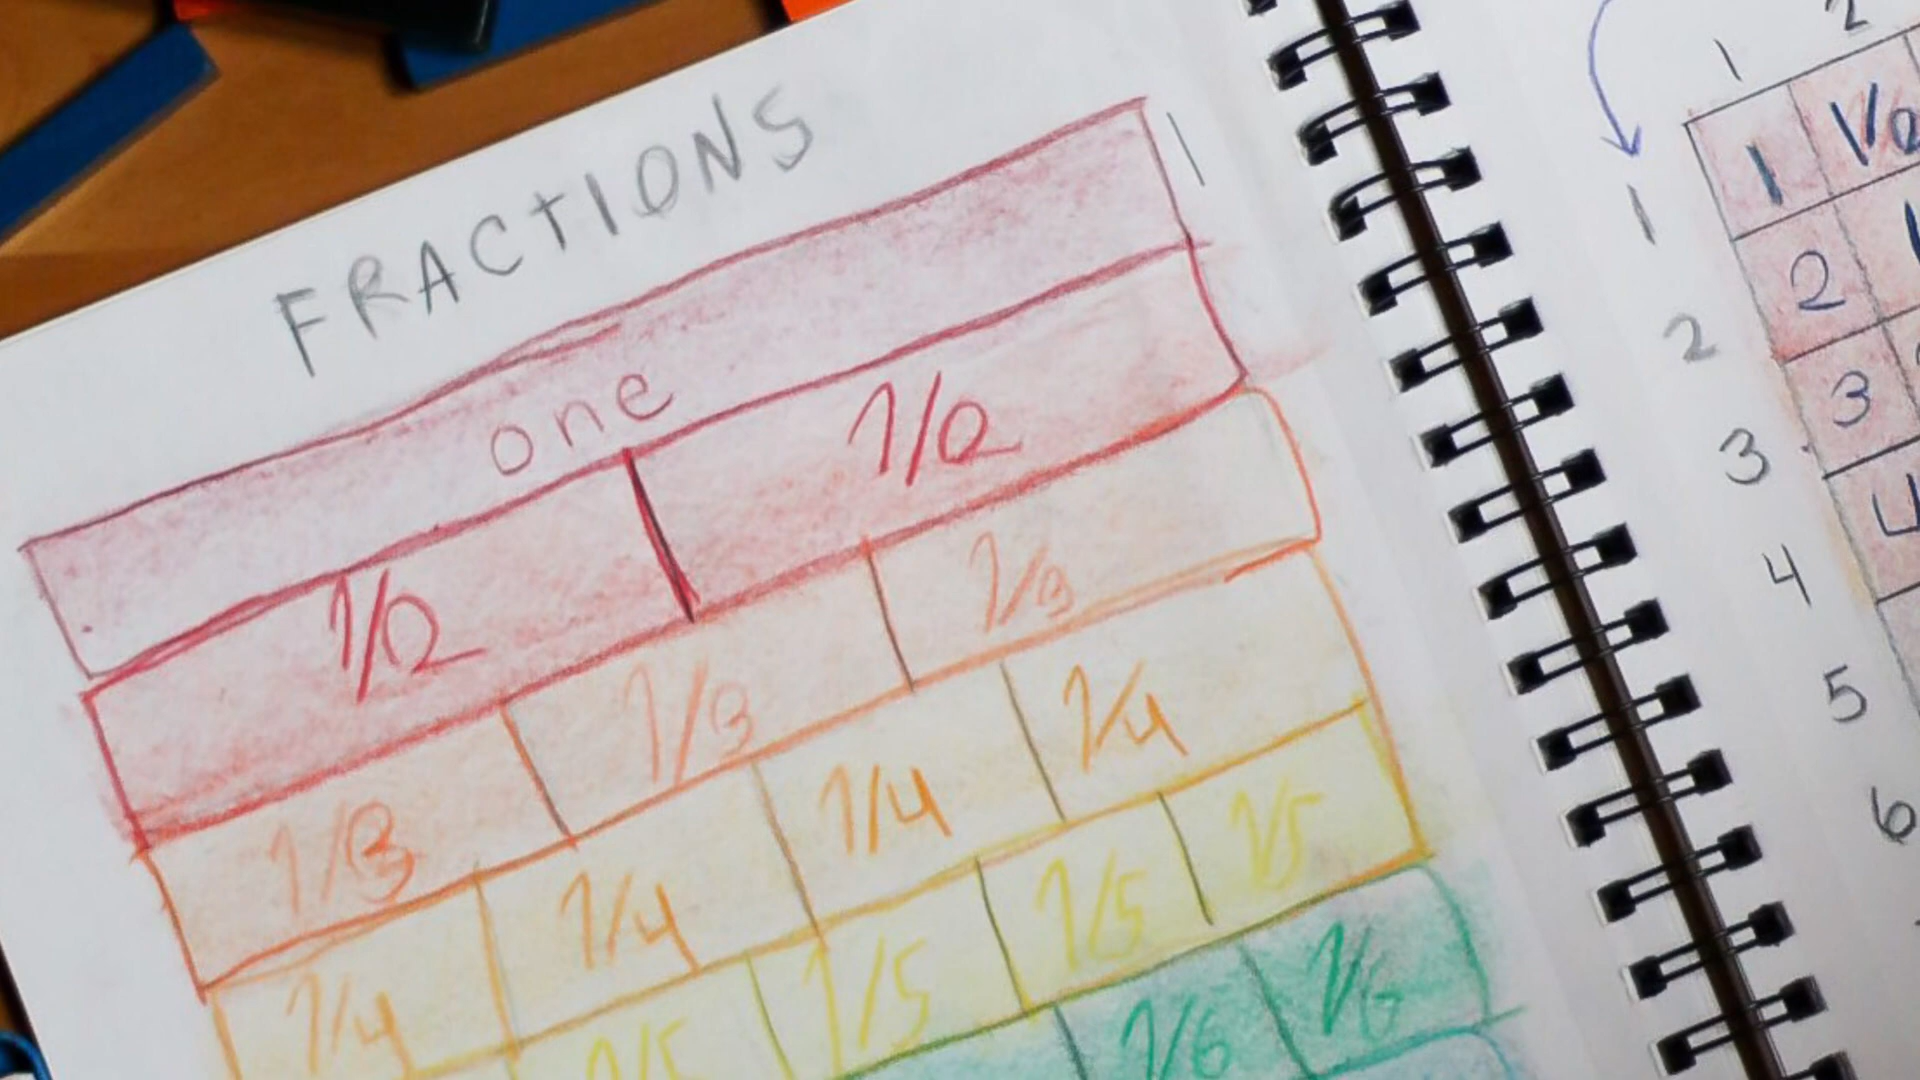 FRACTIONS
1
one
1/2 1/2
1/3 1/3 1/3
1/4 1/4 1/4 1/4
1/5 1/5 1/5 1/5
1/6 1/6
1 2
1 1 1/2
2 2
3 3
4 4
5
6